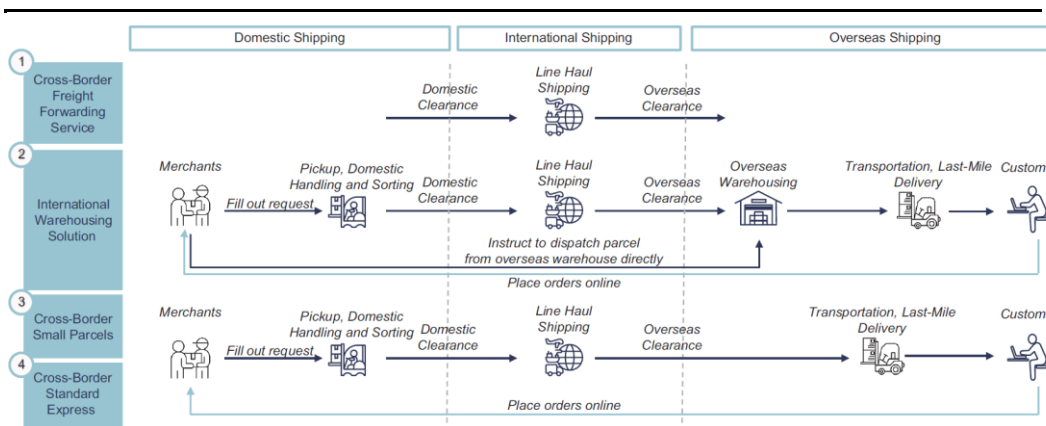 Domestic Shipping
International Shipping
Overseas Shipping
1
Cross-Border
Freight
Forwarding
Service
Domestic
Clearance
Line Haul
Shipping
Overseas
Clearance
2
International
Warehousing
Solution
Merchants
Fill out request
Pickup, Domestic
Handling and Sorting
Domestic
Clearance
Line Haul
Shipping
Overseas
Clearance
Overseas
Warehousing
Transportation, Last-Mile
Delivery
Custom
Instruct to dispatch parcel
from overseas warehouse directly
Place orders online
3
Cross-Border
Small Parcels
4
Cross-Border
Standard
Express
Merchants
Fill out request
Pickup, Domestic
Handling and Sorting
Domestic
Clearance
Line Haul
Shipping
Overseas
Clearance
Transportation, Last-Mile
Delivery
Custom
Place orders online